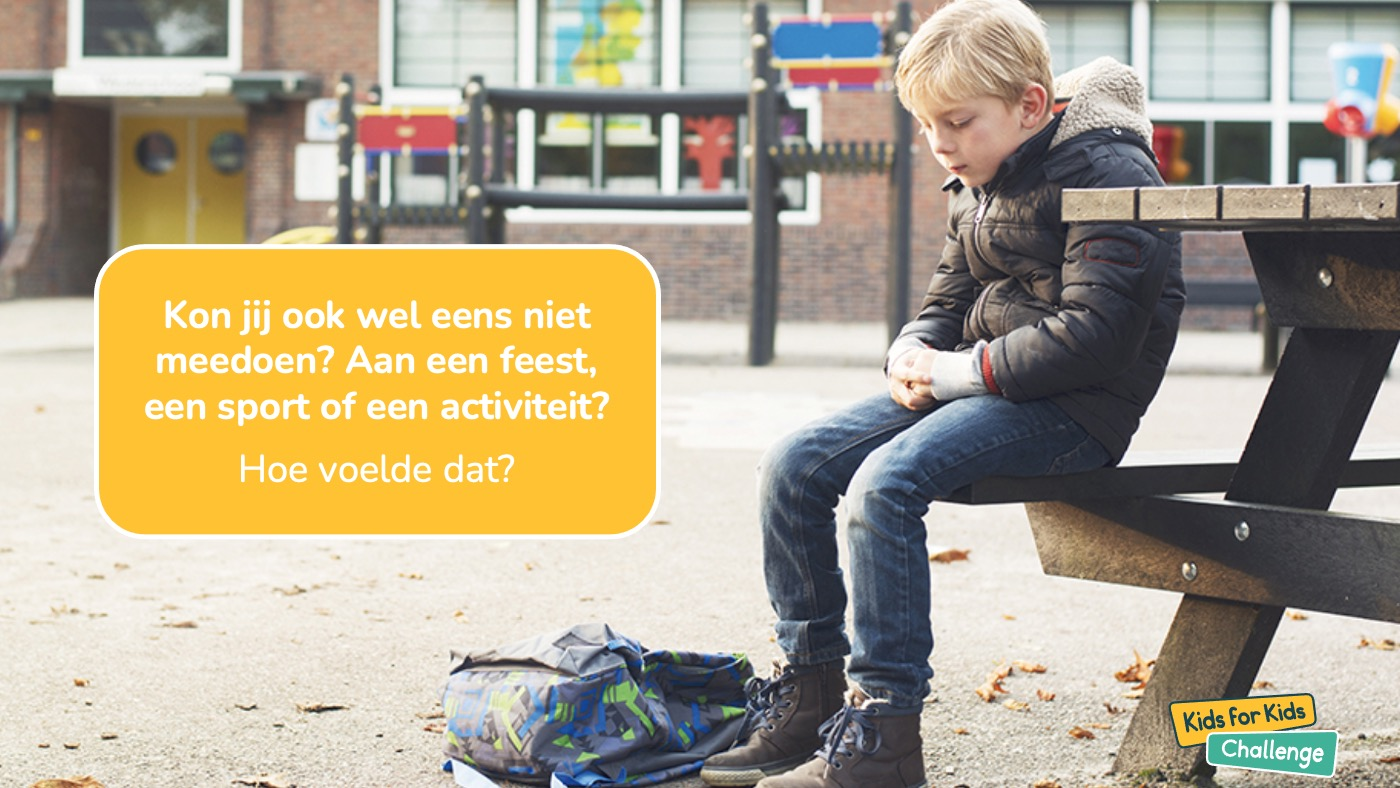 Kon jij ook wel eens niet
meedoen? Aan een feest,
een sport of een activiteit?
Hoe voelde dat?
Kids for Kids
Challenge